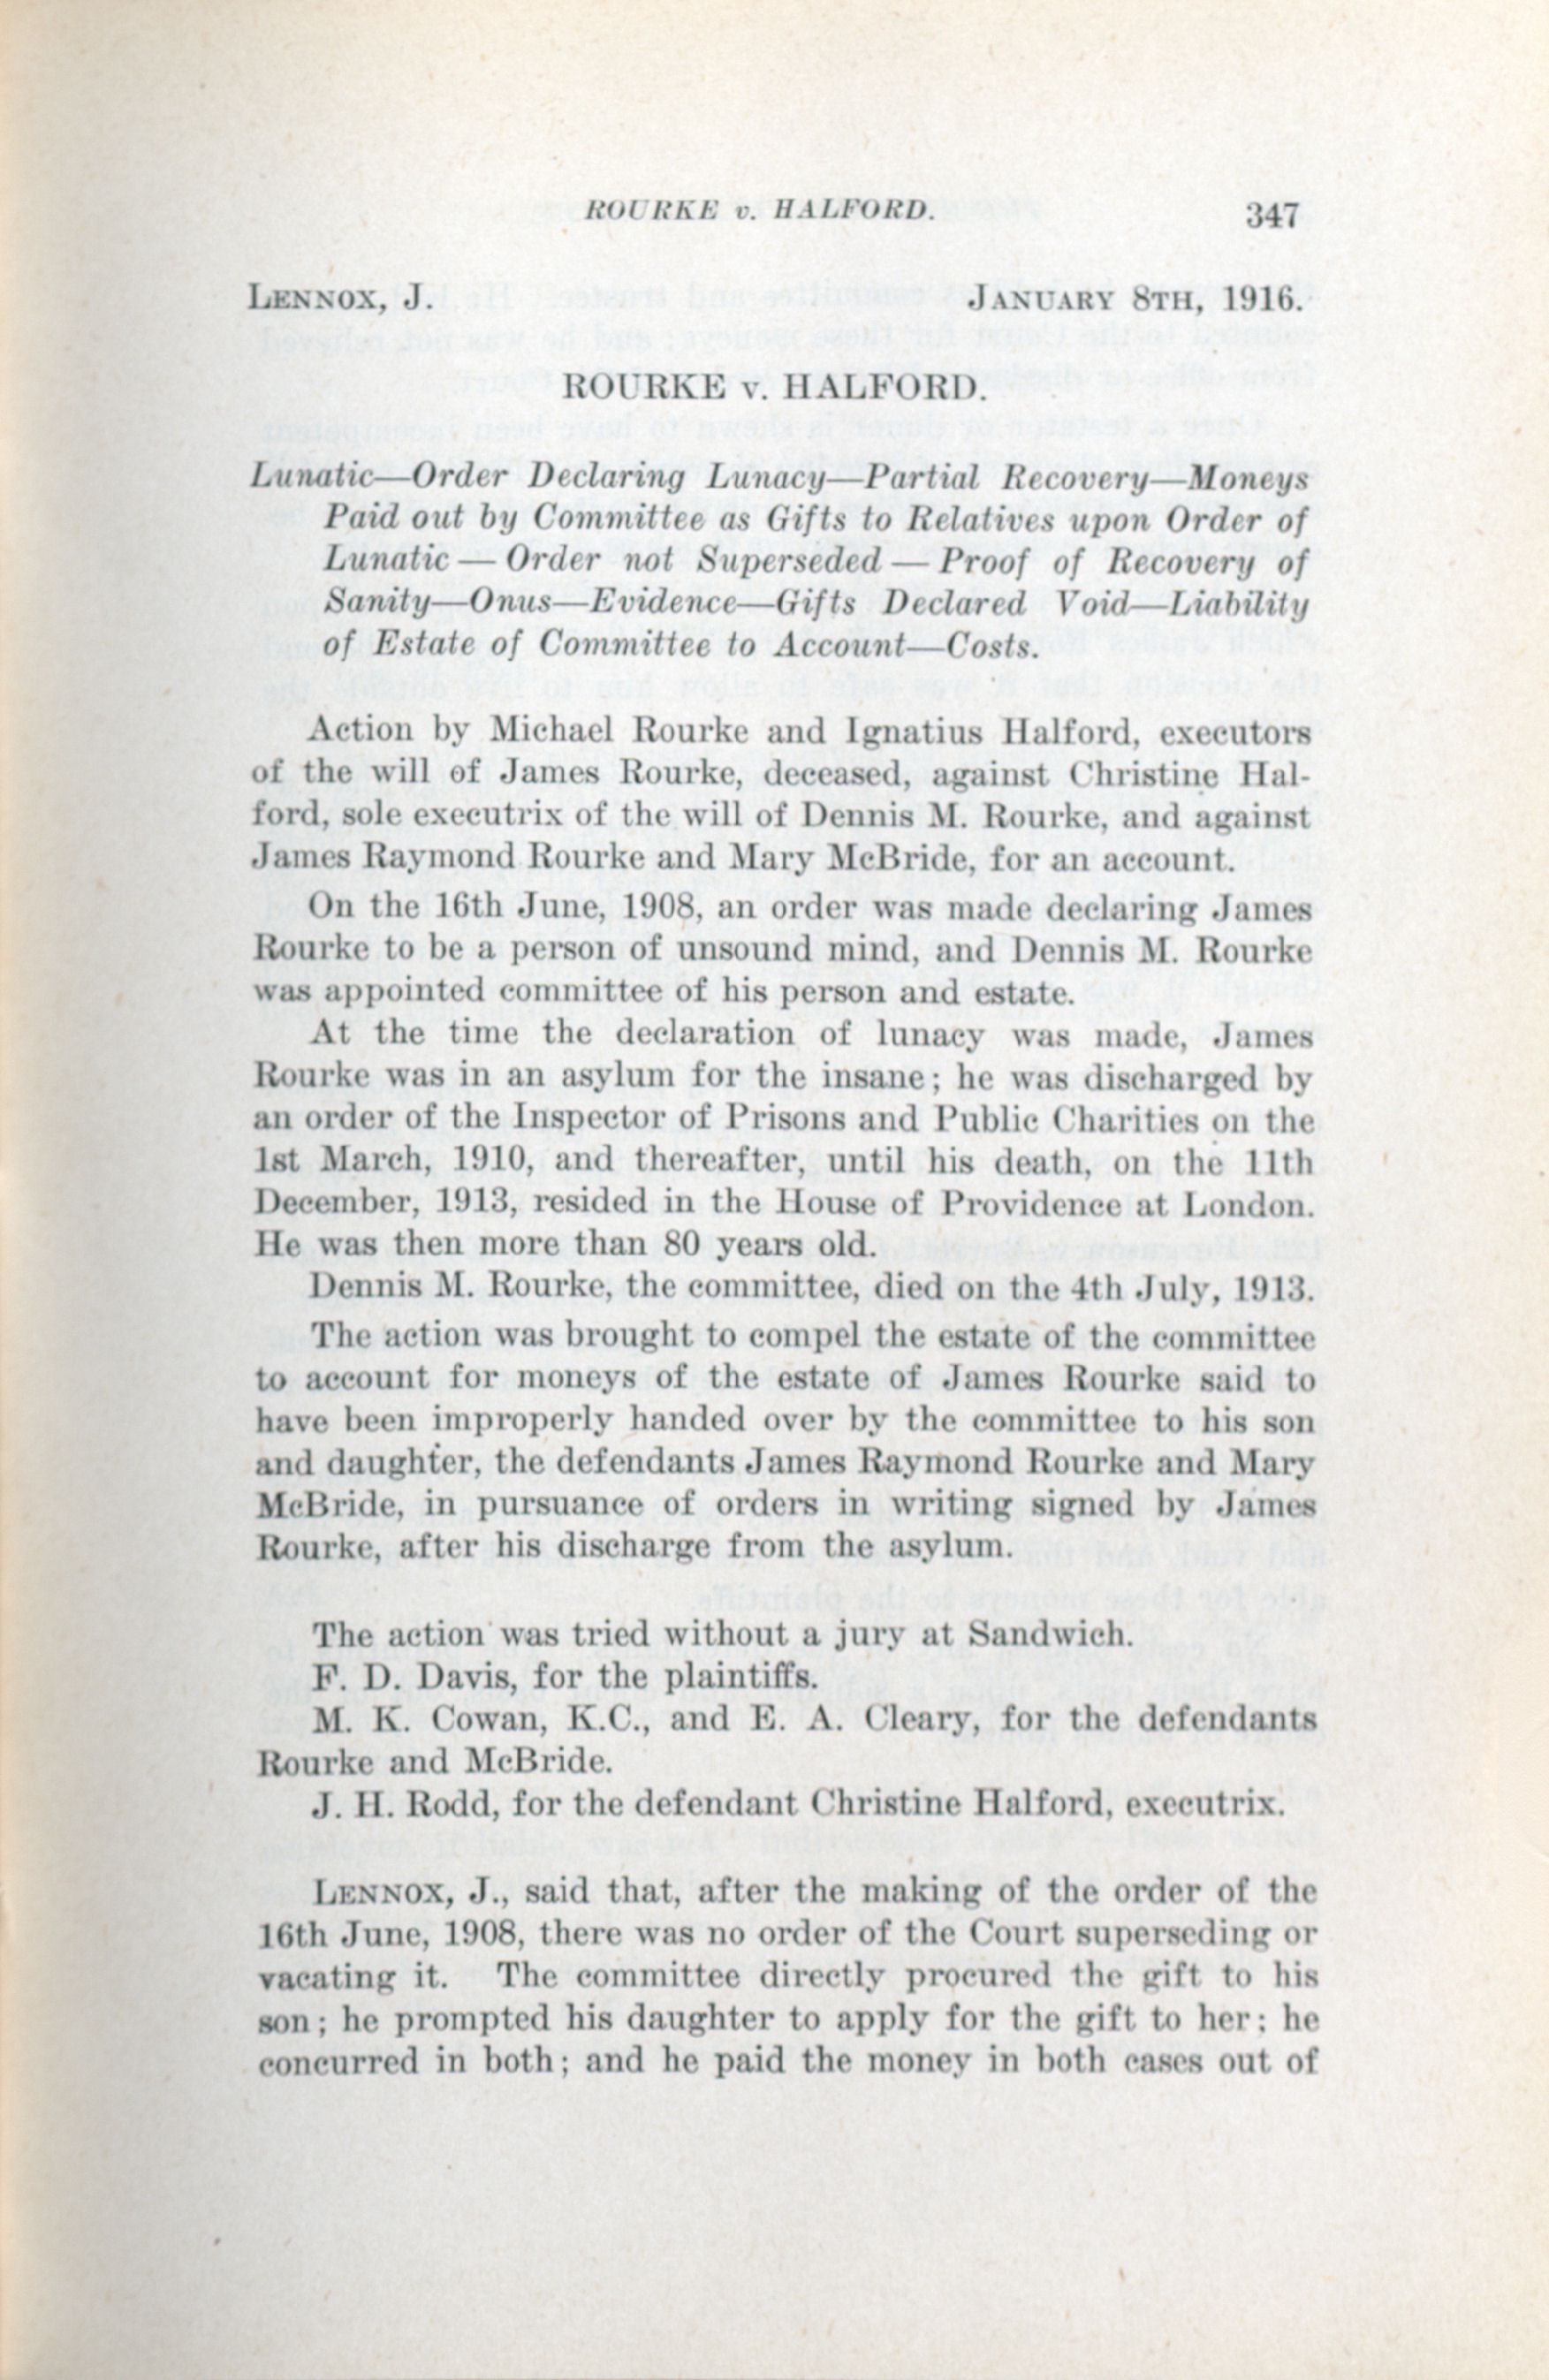 ROURKE v. HALFORD.
347
LENNOX, J.
JANUARY 8TH, 1916.
ROURKE v. HALFORD.
Lunatic—Order Declaring Lunacy—Partial Recovery—Moneys
Paid out by Committee as Gifts to Relatives upon Order of
Lunatic — Order not Superseded — Proof of Recovery of
Sanity—Onus—Evidence—Gifts Declared Void—Liability
of Estate of Committee to Account—Costs.
Action by Michael Rourke and Ignatius Halford, executors
of the will of James Rourke, deceased, against Christine Hal-
ford, sole executrix of the will of Dennis M. Rourke, and against
James Raymond Rourke and Mary McBride, for an account.
On the 16th June, 1908, an order was made declaring James
Rourke to be a person of unsound mind, and Dennis M. Rourke
was appointed committee of his person and estate.
At the time the declaration of lunacy was made, James
Rourke was in an asylum for the insane; he was discharged by
an order of the Inspector of Prisons and Public Charities on the
1st March, 1910, and thereafter, until his death, on the 11th
December, 1913, resided in the House of Providence at London.
He was then more than 80 years old.
Dennis M. Rourke, the committee, died on the 4th July, 1913.
The action was brought to compel the estate of the committee
to account for moneys of the estate of James Rourke said to
have been improperly handed over by the committee to his son
and daughter, the defendants James Raymond Rourke and Mary
McBride, in pursuance of orders in writing signed by James
Rourke, after his discharge from the asylum.
The action was tried without a jury at Sandwich.
F. D. Davis, for the plaintiffs.
M. K. Cowan, K.C., and E. A. Cleary, for the defendants
Rourke and McBride.
J. H. Rodd, for the defendant Christine Halford, executrix.
LENNOX, J., said that, after the making of the order of the
16th June, 1908, there was no order of the Court superseding or
vacating it. The committee directly procured the gift to his
son; he prompted his daughter to apply for the gift to her; he
concurred in both; and he paid the money in both cases out of